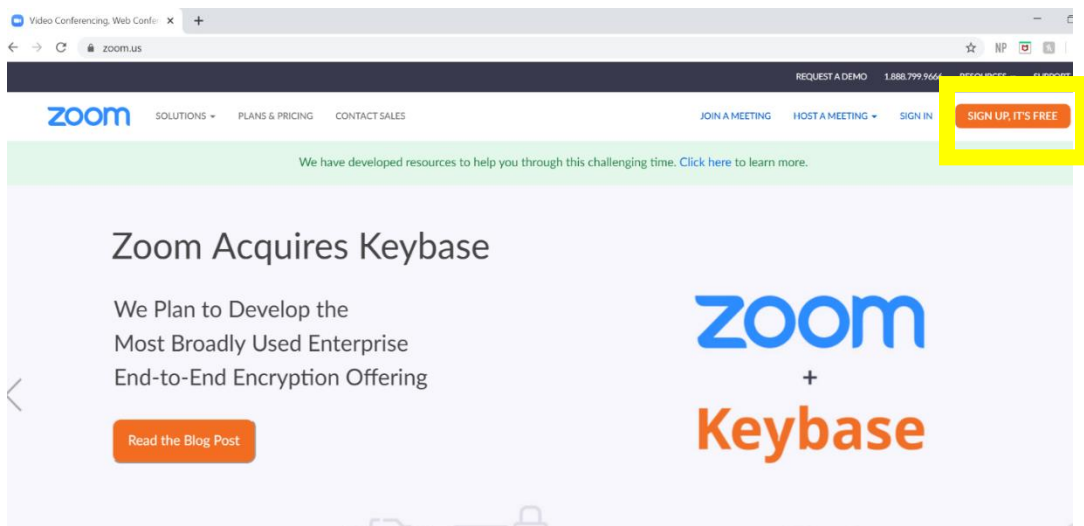 Video Conferencing, Web Confe
zoom.us
NP
REQUEST A DEMO 1.888.799.9666 RESOURCES SUPPORT
zoom SOLUTIONS PLANS & PRICING CONTACT SALES JOIN A MEETING HOST A MEETING SIGN IN SIGN UP, IT'S FREE
We have developed resources to help you through this challenging time. Click here to learn more.
Zoom Acquires Keybase
We Plan to Develop the
Most Broadly Used Enterprise
End-to-End Encryption Offering
Read the Blog Post
zoom
+
Keybase